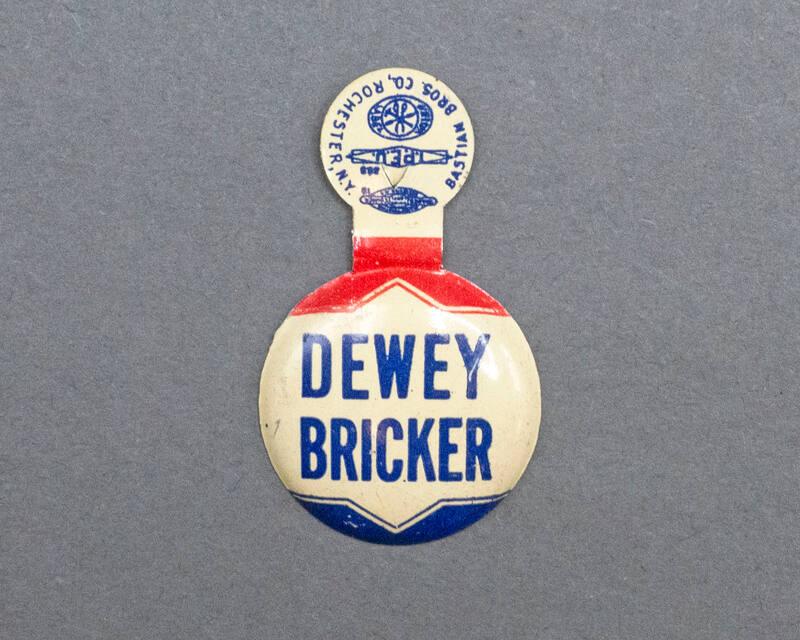 BASTIAN BROS. CO. ROCHESTER, N.Y.
DEWEY
BRICKER